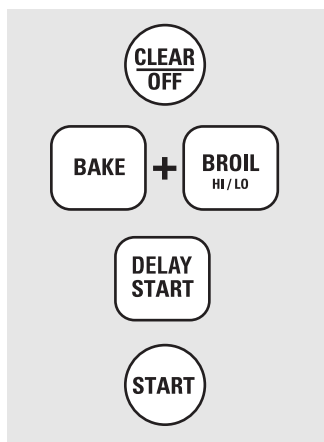 CLEAR
OFF
BAKE + BROIL
HI / LO
DELAY
START
START